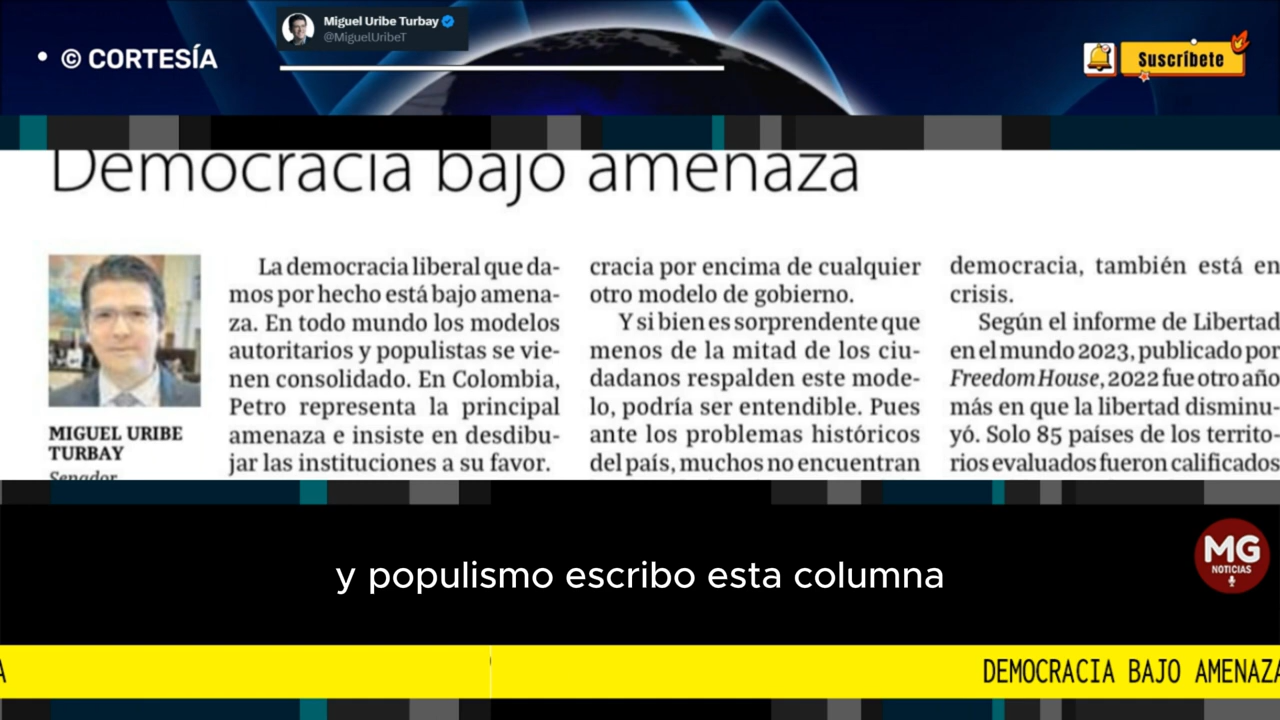 Miguel Uribe Turbay
@MiguelUribeT
• © CORTESÍA
Suscríbete
Democracia bajo amenaza
MIGUEL URIBE
TURBAY
Senador
La democracia liberal que da-
mos por hecho está bajo amena-
za. En todo mundo los modelos
autoritarios y populistas se vie-
nen consolidado. En Colombia,
Petro representa la principal
amenaza e insiste en desdibu-
jar las instituciones a su favor.
cracia por encima de cualquier
otro modelo de gobierno.
Y si bien es sorprendente que
menos de la mitad de los ciu-
dadanos respalden este mode-
lo, podría ser entendible. Pues
ante los problemas históricos
del país, muchos no encuentran
democracia, también está en
crisis.
Según el informe de Libertad
en el mundo 2023, publicado por
Freedom House, 2022 fue otro año
más en que la libertad disminu-
yó. Solo 85 países de los territo-
rios evaluados fueron calificados
y populismo escribo esta columna
MG
NOTICIAS
A
DEMOCRACIA BAJO AMENAZA